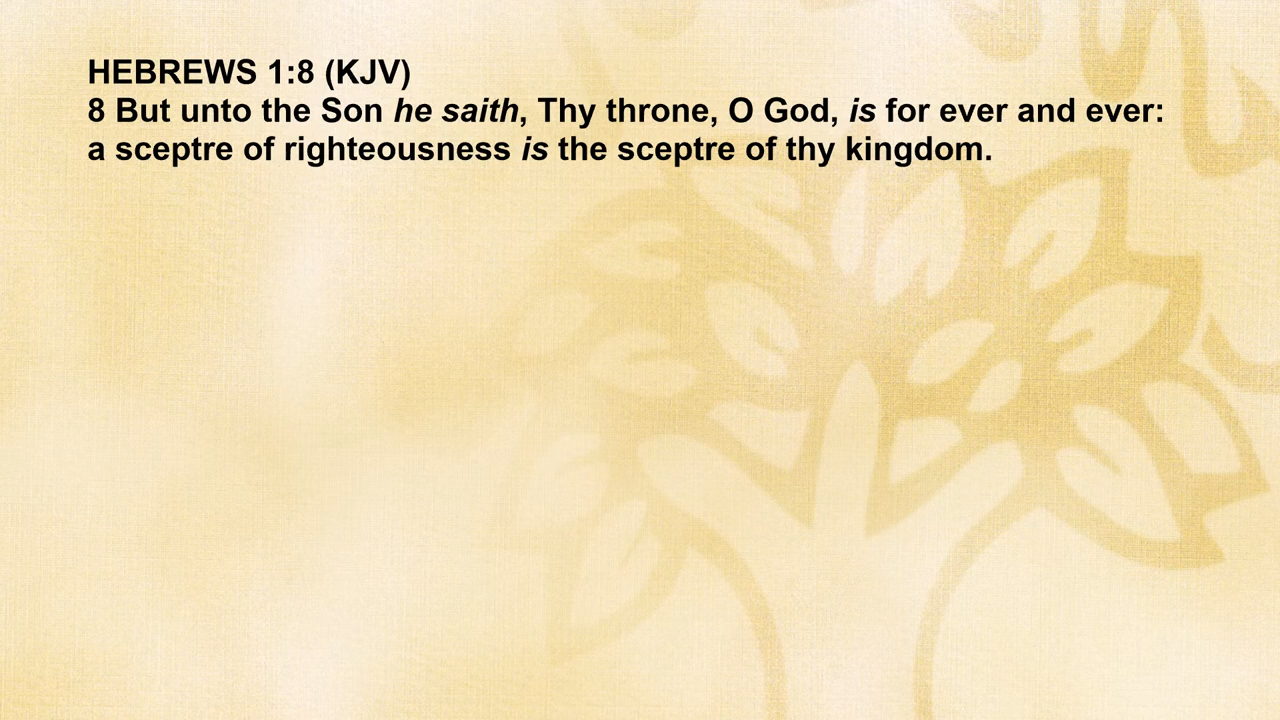 HEBREWS 1:8 (KJV)
8 But unto the Son he saith, Thy throne, O God, is for ever and ever:
a sceptre of righteousness is the sceptre of thy kingdom.